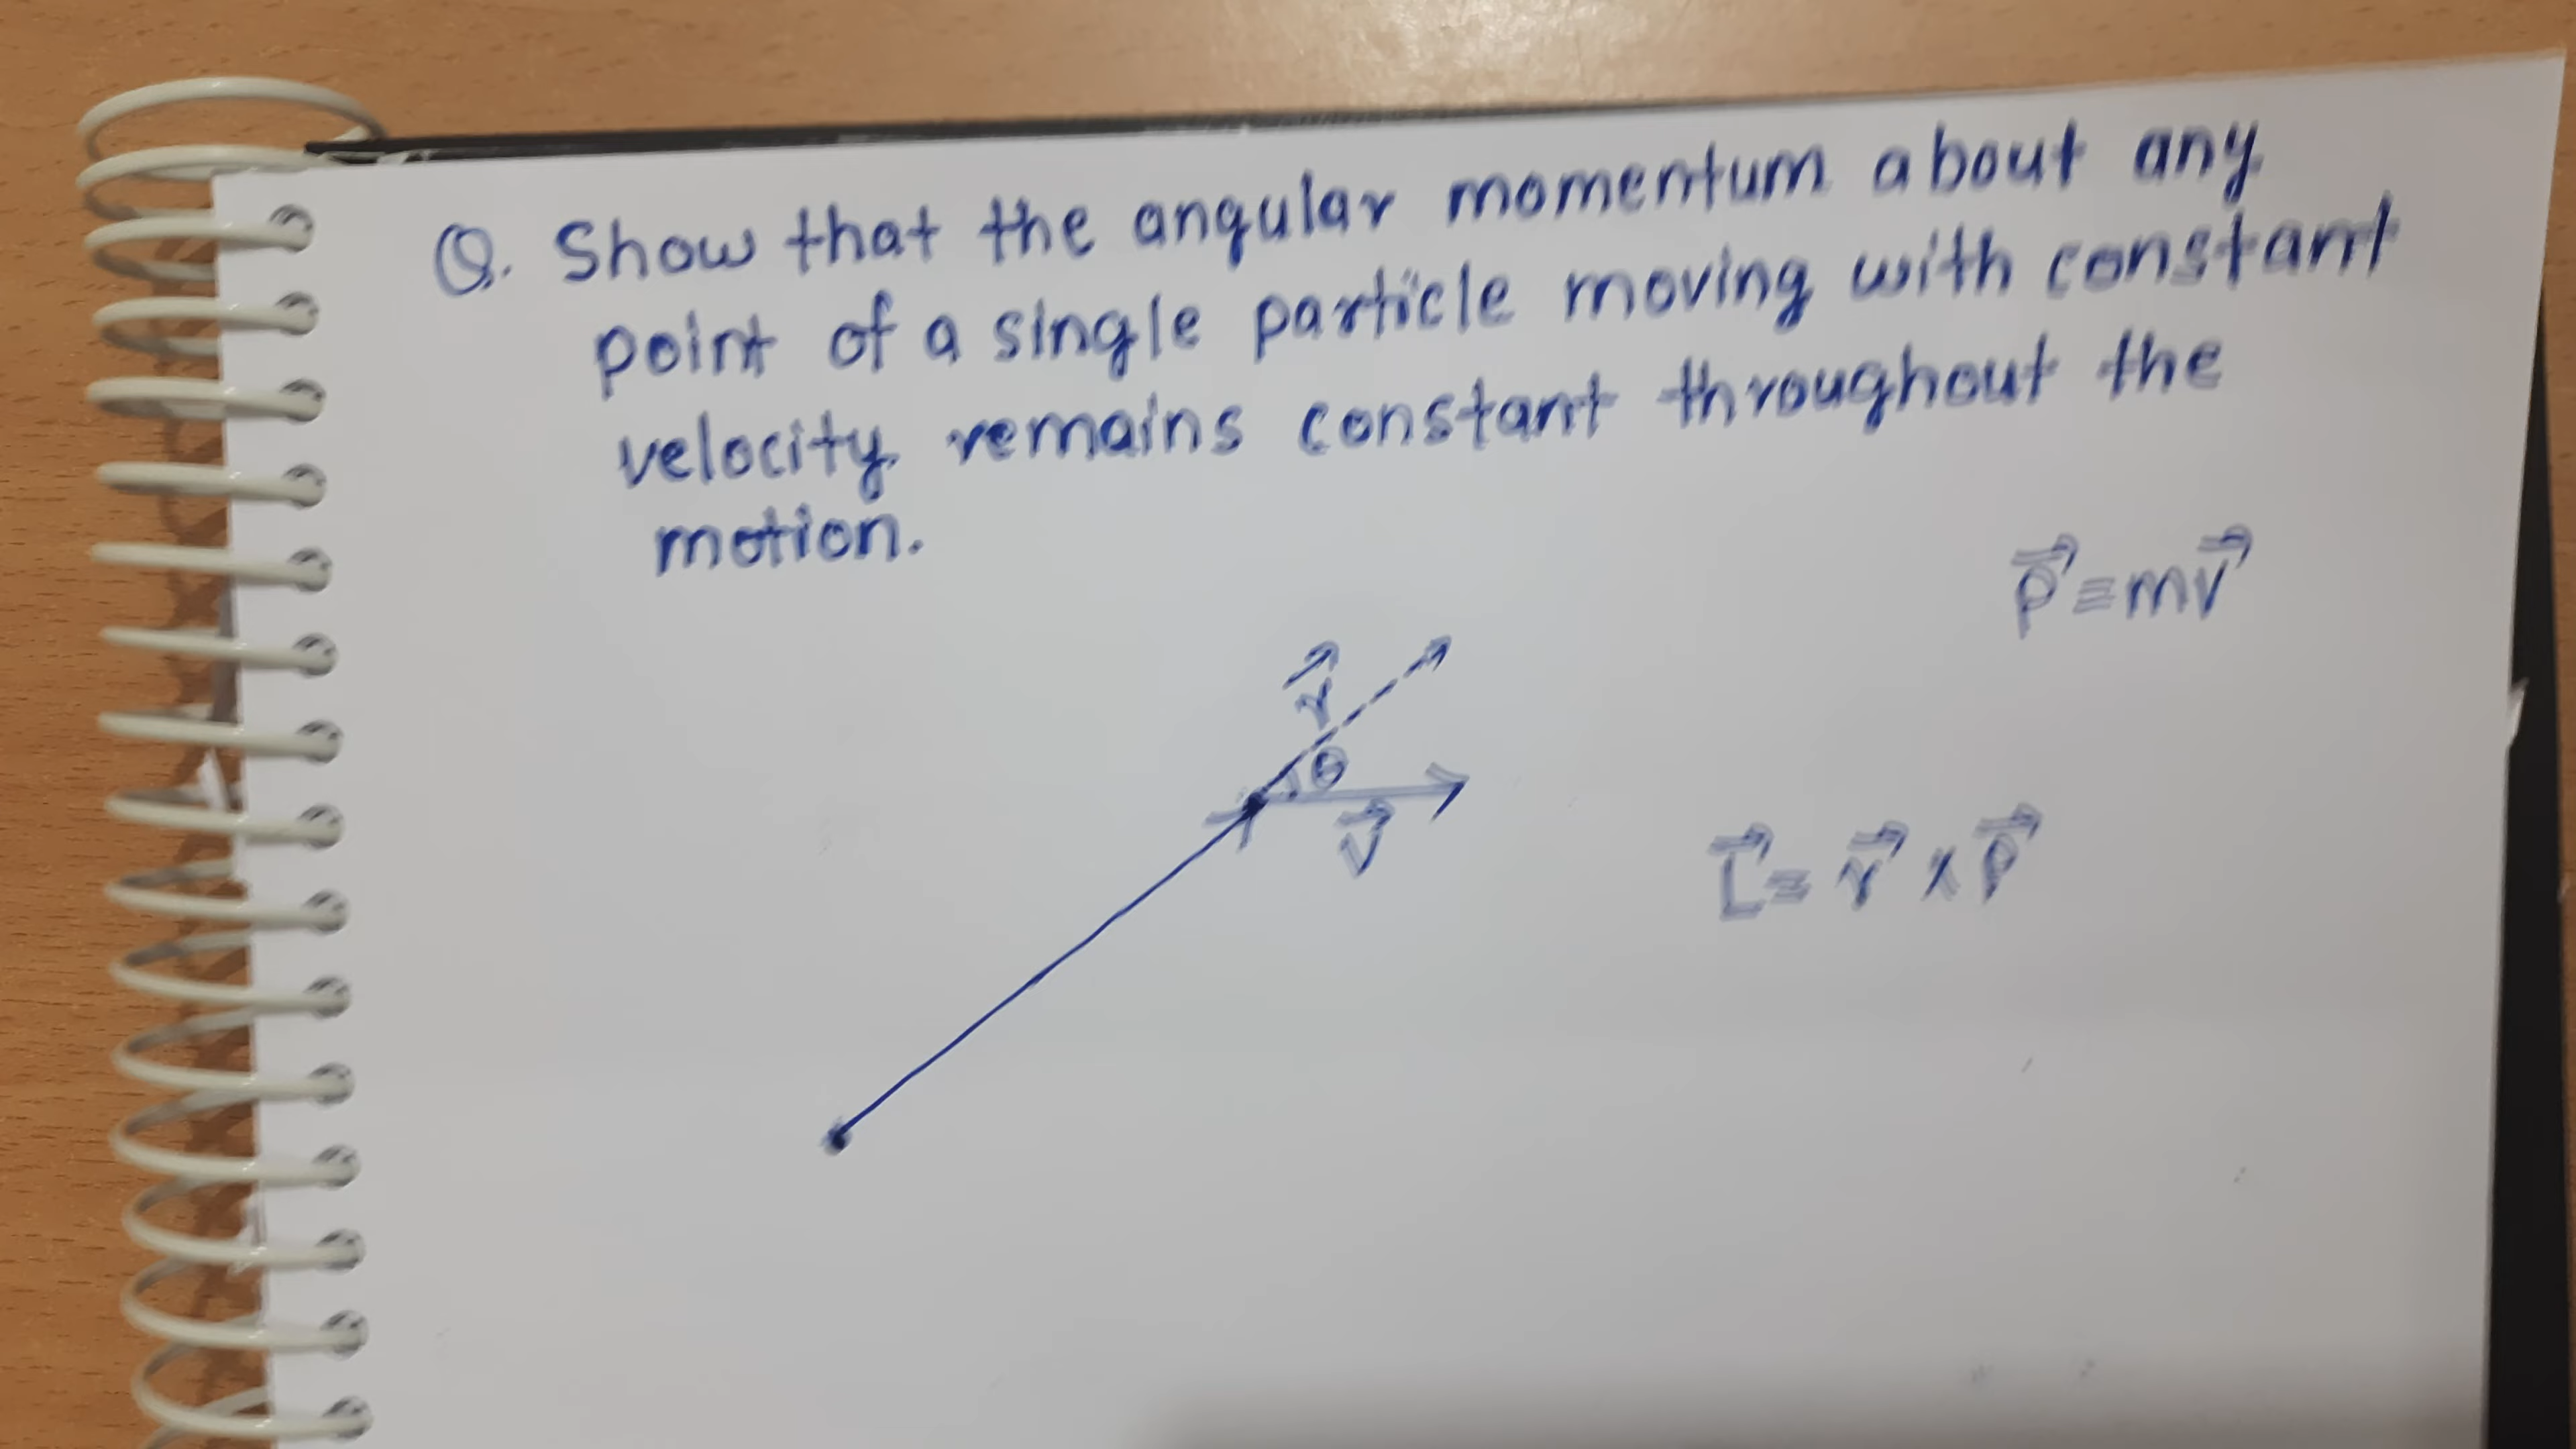 Q. Show that the angular momentum about any
point of a single particle moving with constant
velocity remains constant throughout the
motion.
p⃗ = mv⃗
r⃗
θ
v⃗
L⃗ = r⃗ × p⃗